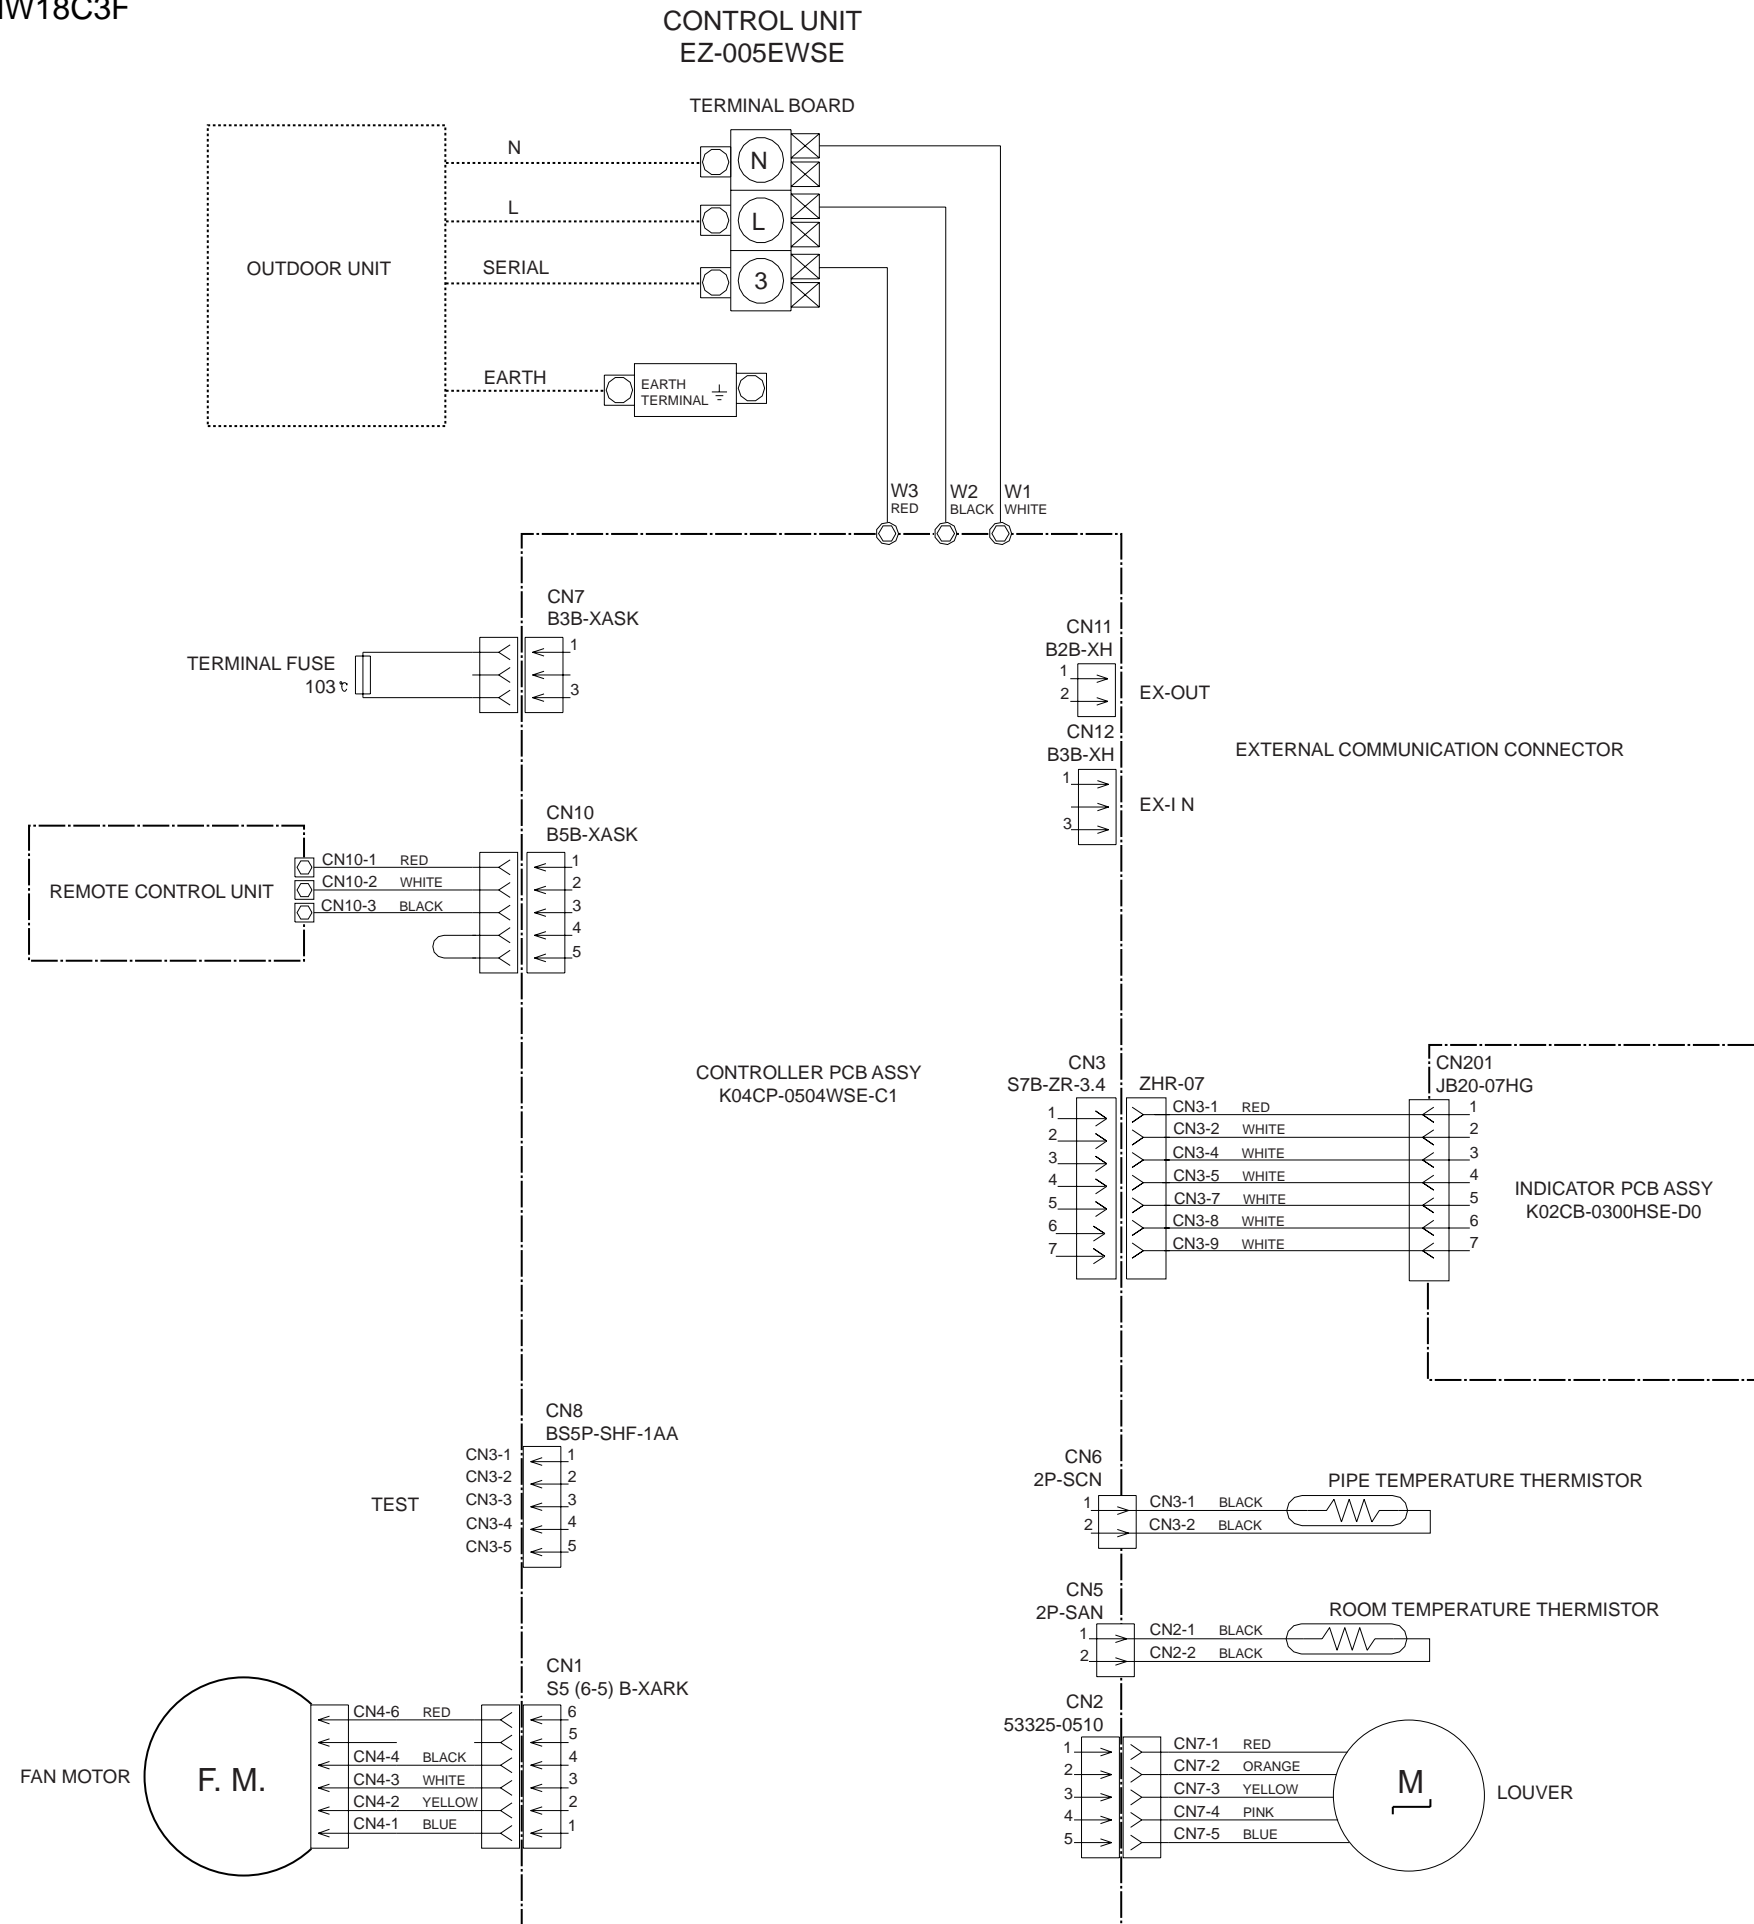 CONTROL UNIT
EZ-005EWSE
TERMINAL BOARD
N
N
L
L
OUTDOOR UNIT
SERIAL
3
EARTH
EARTH
TERMINAL
W3
RED
W2
BLACK
W1
WHITE
CN7
B3B-XASK
1
3
TERMINAL FUSE
103℃
CN11
B2B-XH
1
2
EX-OUT
CN12
B3B-XH
1
3
EX-I N
EXTERNAL COMMUNICATION CONNECTOR
CN10
B5B-XASK
REMOTE CONTROL UNIT
CN10-1 RED 1
CN10-2 WHITE 2
CN10-3 BLACK 3
4
5
CONTROLLER PCB ASSY
K04CP-0504WSE-C1
CN3
S7B-ZR-3.4
ZHR-07
CN201
JB20-07HG
1 CN3-1 RED 1
2 CN3-2 WHITE 2
3 CN3-4 WHITE 3
4 CN3-5 WHITE 4
5 CN3-7 WHITE 5
6 CN3-8 WHITE 6
7 CN3-9 WHITE 7
INDICATOR PCB ASSY
K02CB-0300HSE-D0
CN8
BS5P-SHF-1AA
TEST
CN3-1 1
CN3-2 2
CN3-3 3
CN3-4 4
CN3-5 5
CN6
2P-SCN
PIPE TEMPERATURE THERMISTOR
1 CN3-1 BLACK
2 CN3-2 BLACK
CN5
2P-SAN
ROOM TEMPERATURE THERMISTOR
1 CN2-1 BLACK
2 CN2-2 BLACK
CN1
S5 (6-5) B-XARK
FAN MOTOR
F. M.
CN4-6 RED 6
5
CN4-4 BLACK 4
CN4-3 WHITE 3
CN4-2 YELLOW 2
CN4-1 BLUE 1
CN2
53325-0510
1 CN7-1 RED
2 CN7-2 ORANGE
3 CN7-3 YELLOW
4 CN7-4 PINK
5 CN7-5 BLUE
M
LOUVER